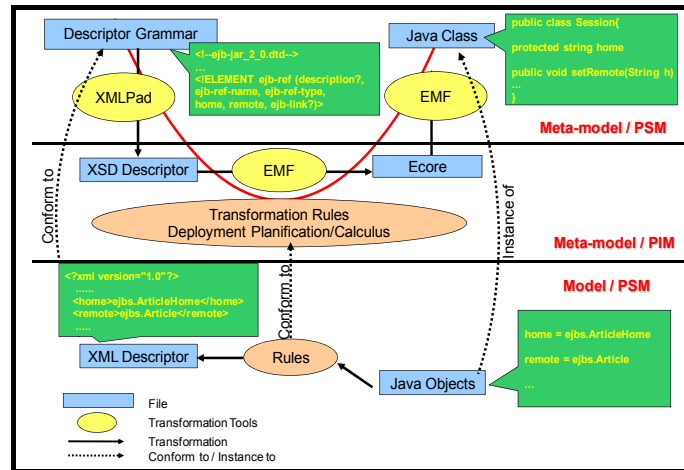 Descriptor Grammar
<!--ejb-jar_2_0.dtd-->
...
<!ELEMENT ejb-ref (description?,
ejb-ref-name, ejb-ref-type,
home, remote, ejb-link?)>
Java Class
public class Session{
protected string home
public void setRemote(String h)
...
}
XMLPad
EMF
Meta-model / PSM
XSD Descriptor
EMF
Ecore
Conform to
Transformation Rules
Deployment Planification/Calculus
Instance of
Meta-model / PIM
<?xml version="1.0"?>
......
<home>ejbs.ArticleHome</home>
<remote>ejbs.Article</remote>
.....
Conform to
Model / PSM
home = ejbs.ArticleHome
remote = ejbs.Article
...
XML Descriptor
Rules
Java Objects
File
Transformation Tools
Transformation
Conform to / Instance to